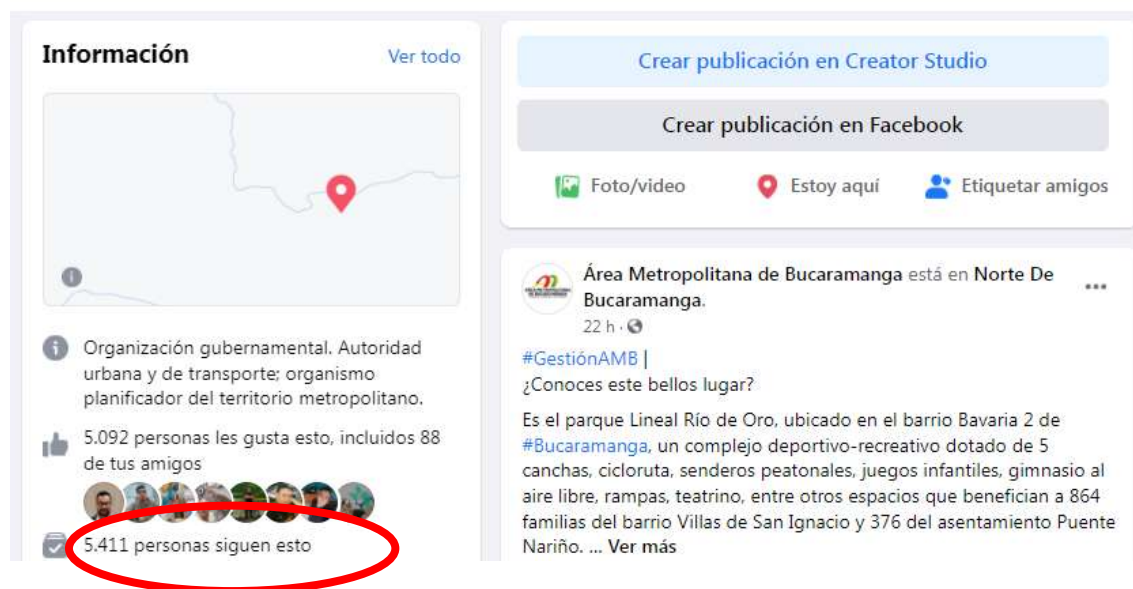 Información
Ver todo
Organización gubernamental. Autoridad
urbana y de transporte; organismo
planificador del territorio metropolitano.
5.092 personas les gusta esto, incluidos 88
de tus amigos
5.411 personas siguen esto
Crear publicación en Creator Studio
Crear publicación en Facebook
Foto/video
Estoy aquí
Etiquetar amigos
Área Metropolitana de Bucaramanga está en Norte De
Bucaramanga.
22 h ·
#GestiónAMB |
¿Conoces este bellos lugar?
Es el parque Lineal Río de Oro, ubicado en el barrio Bavaria 2 de
#Bucaramanga, un complejo deportivo-recreativo dotado de 5
canchas, cicloruta, senderos peatonales, juegos infantiles, gimnasio al
aire libre, rampas, teatrino, entre otros espacios que benefician a 864
familias del barrio Villas de San Ignacio y 376 del asentamiento Puente
Nariño. ... Ver más